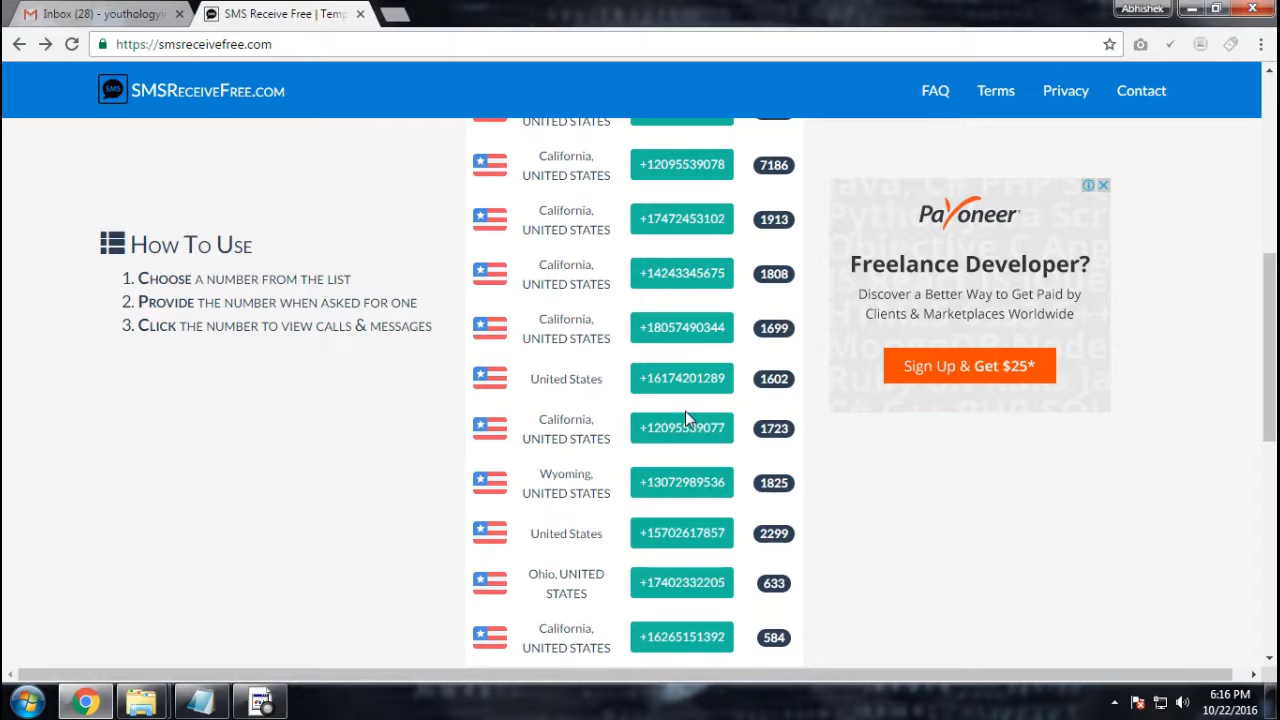 Inbox (28) - youthologyi
SMS Receive Free | Temp
Abhishek
https://smsreceivefree.com
SMSReceiveFree.com
FAQ
Terms
Privacy
Contact
UNITED STATES
California,
UNITED STATES
+12095539078
7186
California,
UNITED STATES
+17472453102
1913
California,
UNITED STATES
+14243345675
1808
California,
UNITED STATES
+18057490344
1699
United States
+16174201289
1602
California,
UNITED STATES
+12095539077
1723
Wyoming,
UNITED STATES
+13072989536
1825
United States
+15702617857
2299
Ohio, UNITED
STATES
+17402332205
633
California,
UNITED STATES
+16265151392
584
How To Use
1. Choose a number from the list
2. Provide the number when asked for one
3. Click the number to view calls & messages
Payoneer
Freelance Developer?
Discover a Better Way to Get Paid by
Clients & Marketplaces Worldwide
Sign Up & Get $25*
6:16 PM
10/22/2016